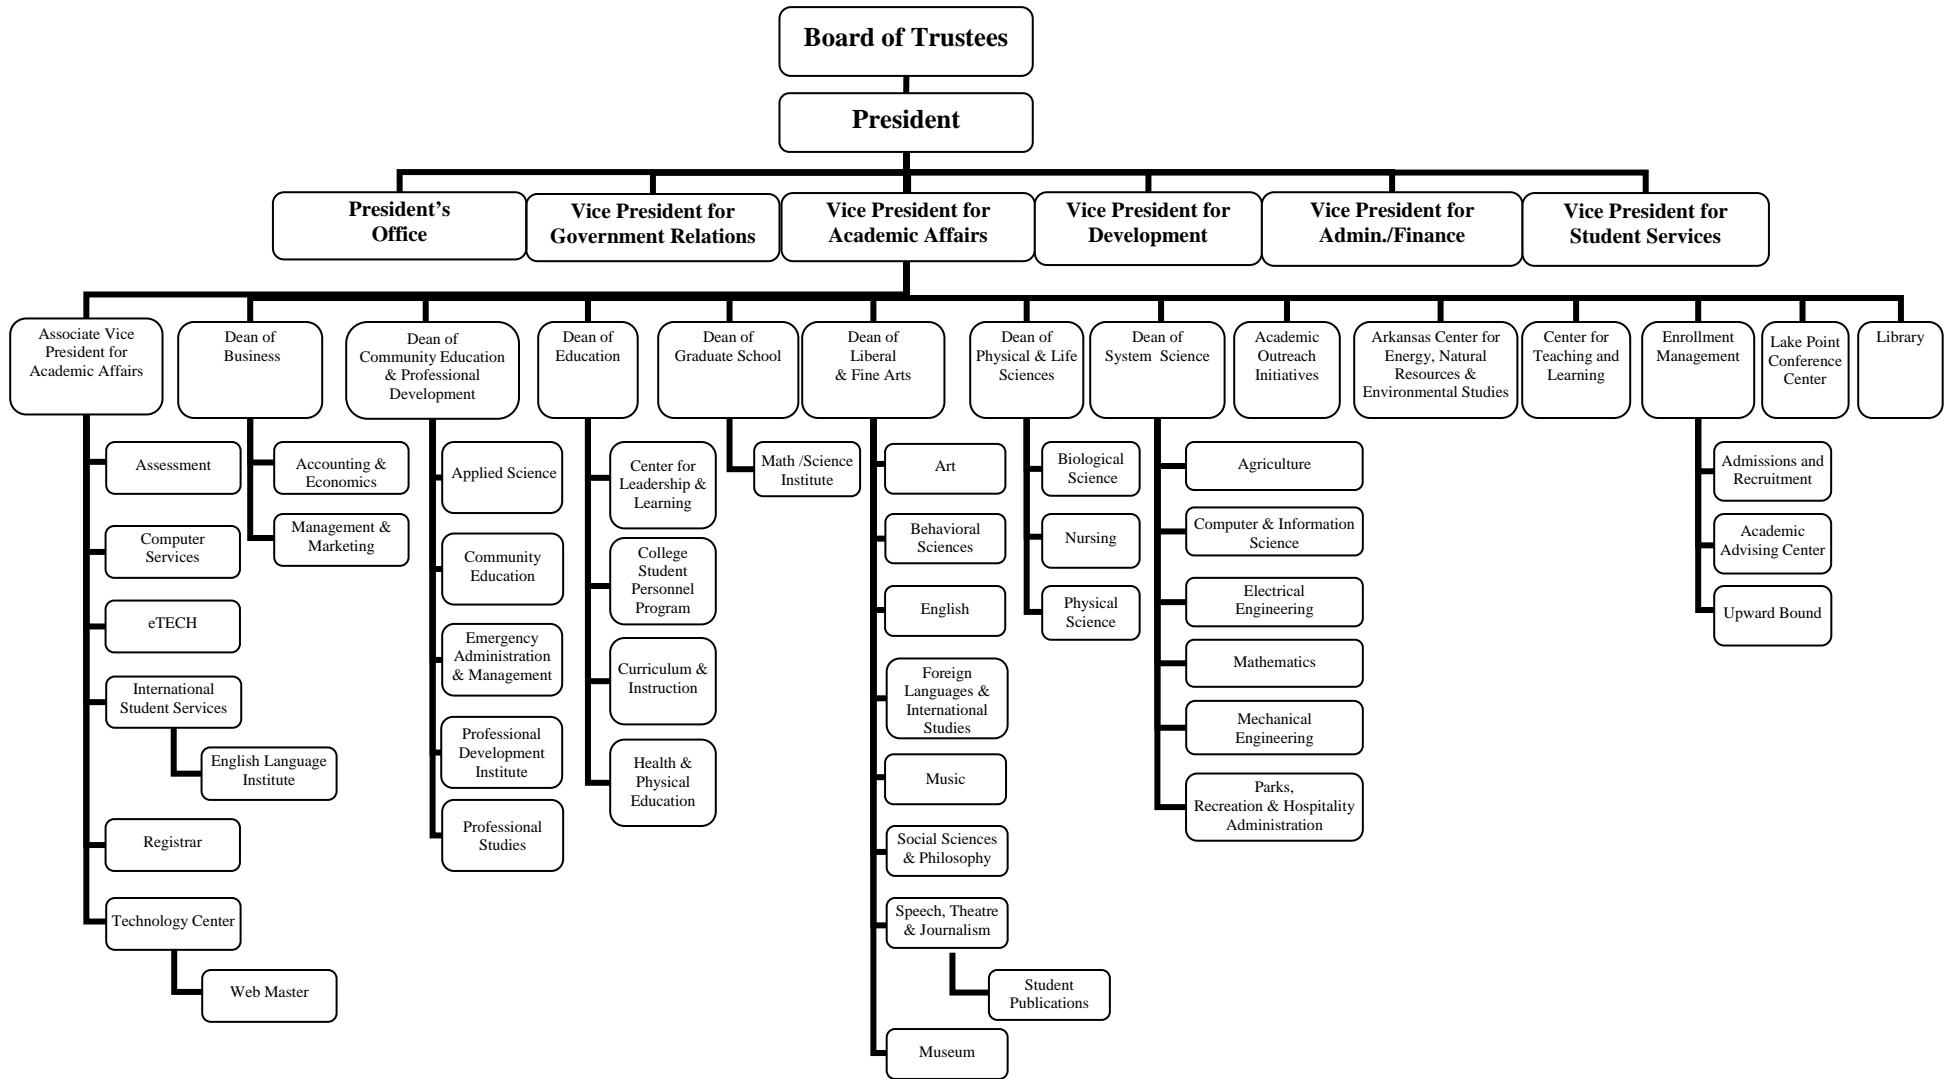 Board of Trustees
President
President's
Office
Vice President for
Government Relations
Vice President for
Academic Affairs
Vice President for
Development
Vice President for
Admin./Finance
Vice President for
Student Services
Associate Vice
President for
Academic Affairs
Dean of
Business
Dean of
Community Education
& Professional
Development
Dean of
Education
Dean of
Graduate School
Dean of
Liberal
& Fine Arts
Dean of
Physical & Life
Sciences
Dean of
System Science
Academic
Outreach
Initiatives
Arkansas Center for
Energy, Natural
Resources &
Environmental Studies
Center for
Teaching and
Learning
Enrollment
Management
Lake Point
Conference
Center
Library
Assessment
Computer
Services
eTECH
International
Student Services
English Language
Institute
Registrar
Technology Center
Web Master
Accounting &
Economics
Management &
Marketing
Applied Science
Community
Education
Emergency
Administration
& Management
Professional
Development
Institute
Professional
Studies
Center for
Leadership &
Learning
College
Student
Personnel
Program
Curriculum &
Instruction
Health &
Physical
Education
Math /Science
Institute
Art
Behavioral
Sciences
English
Foreign
Languages &
International
Studies
Music
Social Sciences
& Philosophy
Speech, Theatre
& Journalism
Student
Publications
Museum
Biological
Science
Nursing
Physical
Science
Agriculture
Computer & Information
Science
Electrical
Engineering
Mathematics
Mechanical
Engineering
Parks,
Recreation & Hospitality
Administration
Admissions and
Recruitment
Academic
Advising Center
Upward Bound